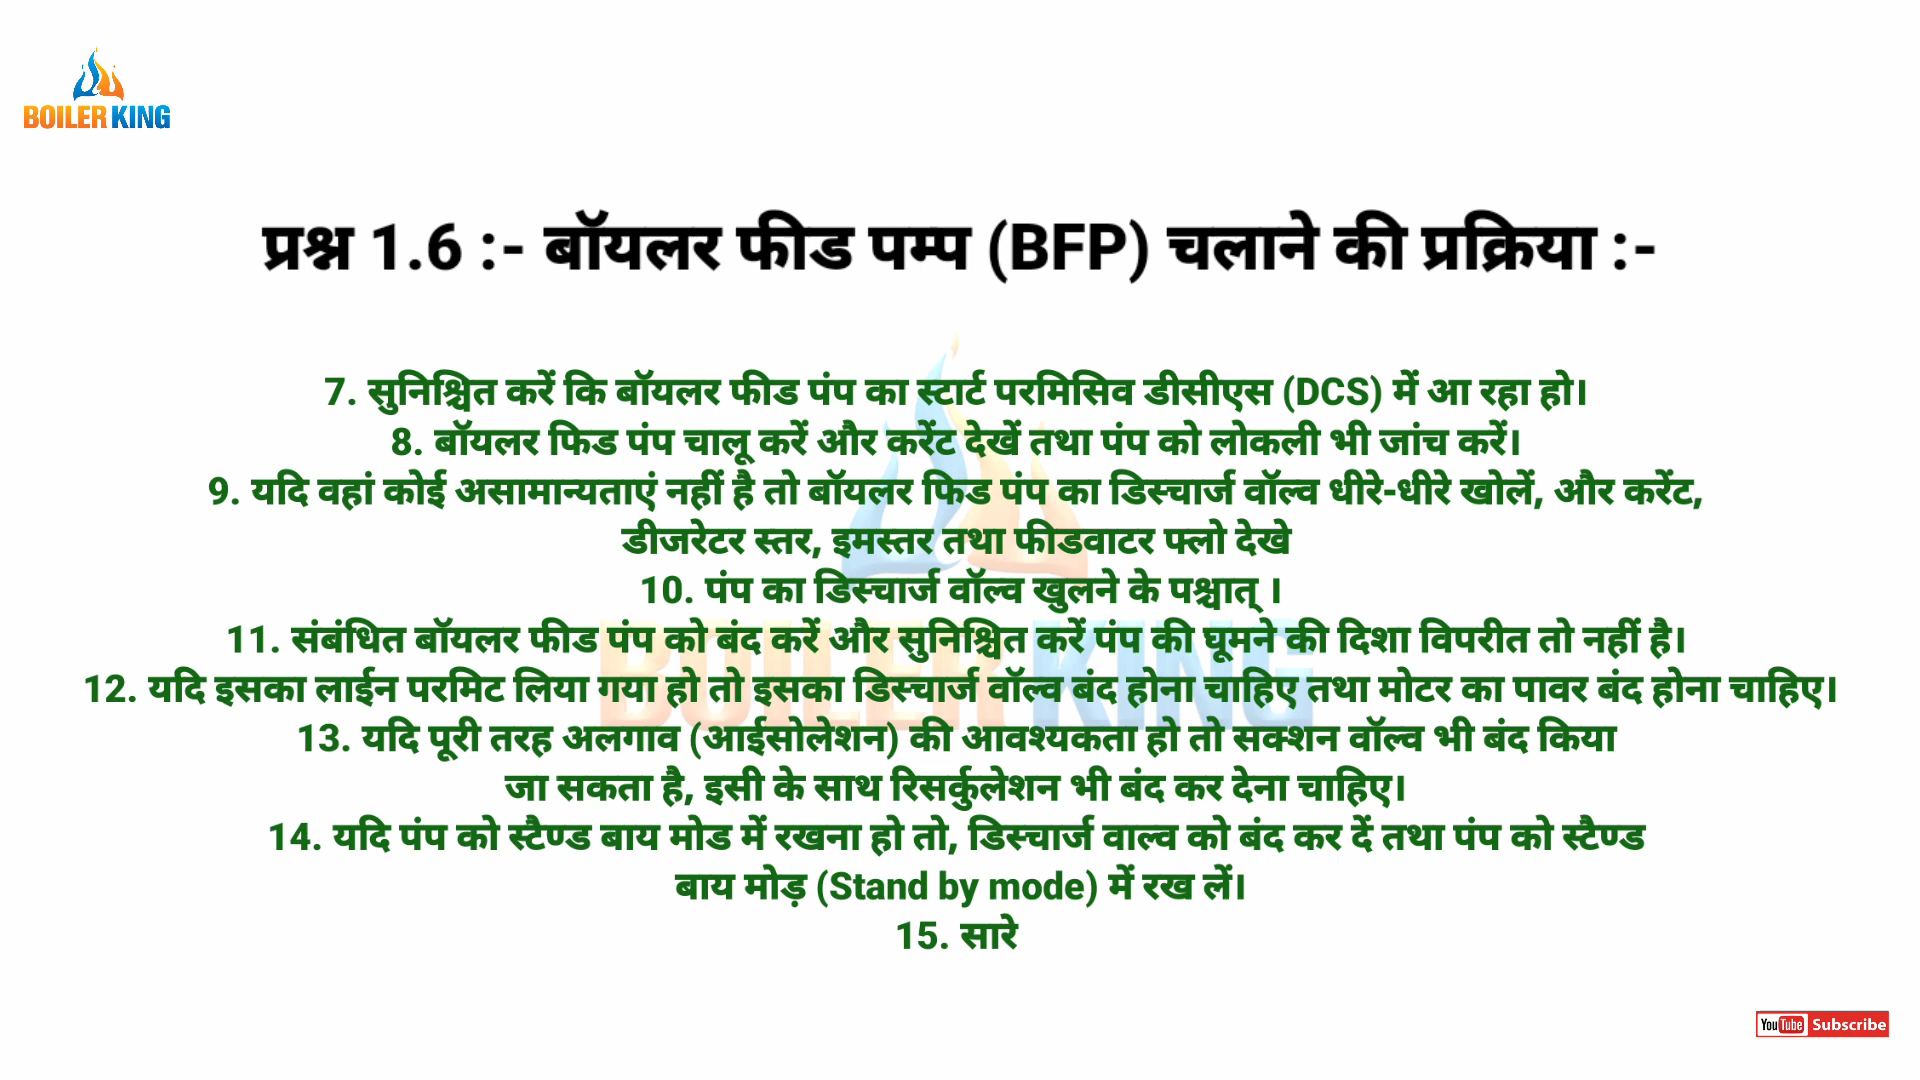 BOILER KING
प्रश्न 1.6 :- बॉयलर फीड पम्प (BFP) चलाने की प्रक्रिया :-
7. सुनिश्चित करें कि बॉयलर फीड पंप का स्टार्ट परमिसिव डीसीएस (DCS) में आ रहा हो।
8. बॉयलर फिड पंप चालू करें और करेंट देखें तथा पंप को लोकली भी जांच करें।
9. यदि वहां कोई असामान्यताएं नहीं है तो बॉयलर फिड पंप का डिस्चार्ज वॉल्व धीरे-धीरे खोलें, और करेंट,
डीजरेटर स्तर, इमस्तर तथा फीडवाटर फ्लो देखे
10. पंप का डिस्चार्ज वॉल्व खुलने के पश्चात् ।
11. संबंधित बॉयलर फीड पंप को बंद करें और सुनिश्चित करें पंप की घूमने की दिशा विपरीत तो नहीं है।
12. यदि इसका लाईन परमिट लिया गया हो तो इसका डिस्चार्ज वॉल्व बंद होना चाहिए तथा मोटर का पावर बंद होना चाहिए।
13. यदि पूरी तरह अलगाव (आईसोलेशन) की आवश्यकता हो तो सक्शन वॉल्व भी बंद किया
जा सकता है, इसी के साथ रिसर्कुलेशन भी बंद कर देना चाहिए।
14. यदि पंप को स्टैण्ड बाय मोड में रखना हो तो, डिस्चार्ज वाल्व को बंद कर दें तथा पंप को स्टैण्ड
बाय मोड़ (Stand by mode) में रख लें।
15. सारे
BOILER KING
YouTube Subscribe